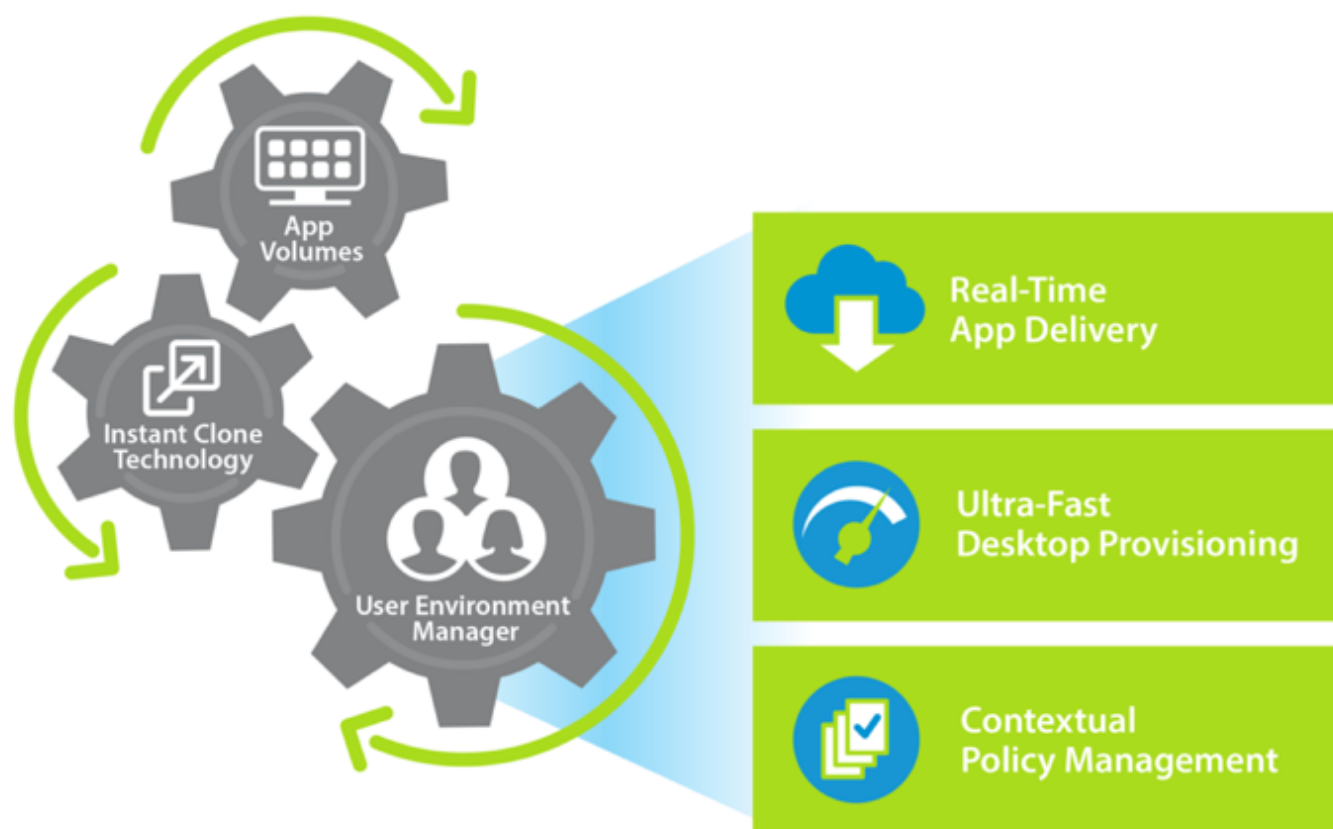 App
Volumes
Instant Clone
Technology
User Environment
Manager
Real-Time
App Delivery
Ultra-Fast
Desktop Provisioning
Contextual
Policy Management